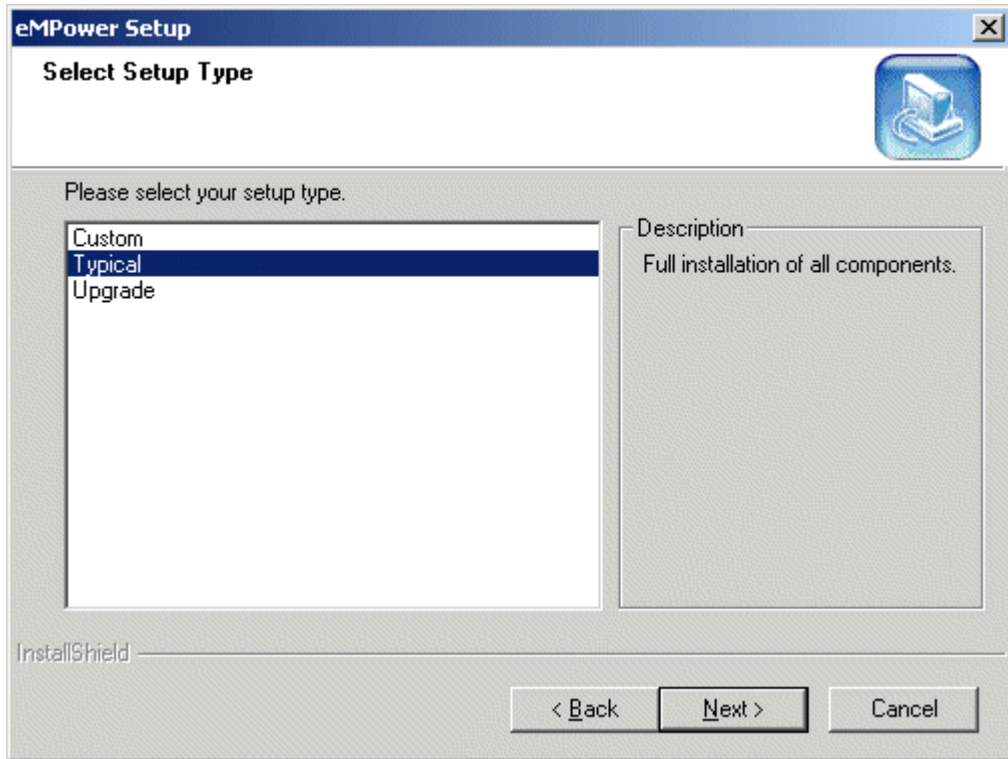 eMPower Setup
Select Setup Type
Please select your setup type.
Custom
Typical
Upgrade
Description
Full installation of all components.
InstallShield
< Back
Next >
Cancel